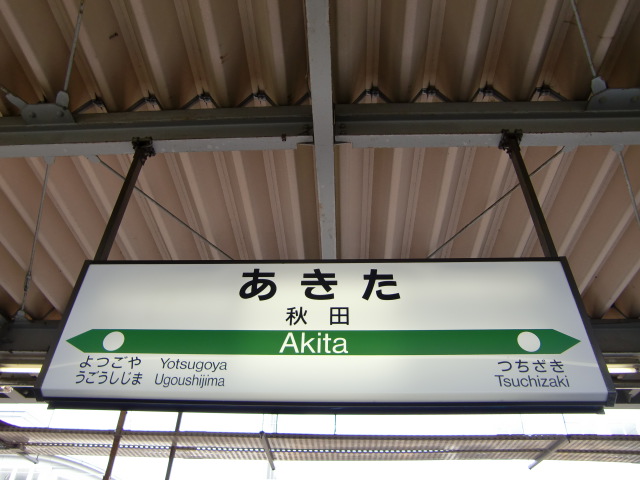 あきた
秋田
Akita
よつごや Yotsugoya
うごうしじま Ugoushijima
つちざき
Tsuchizaki